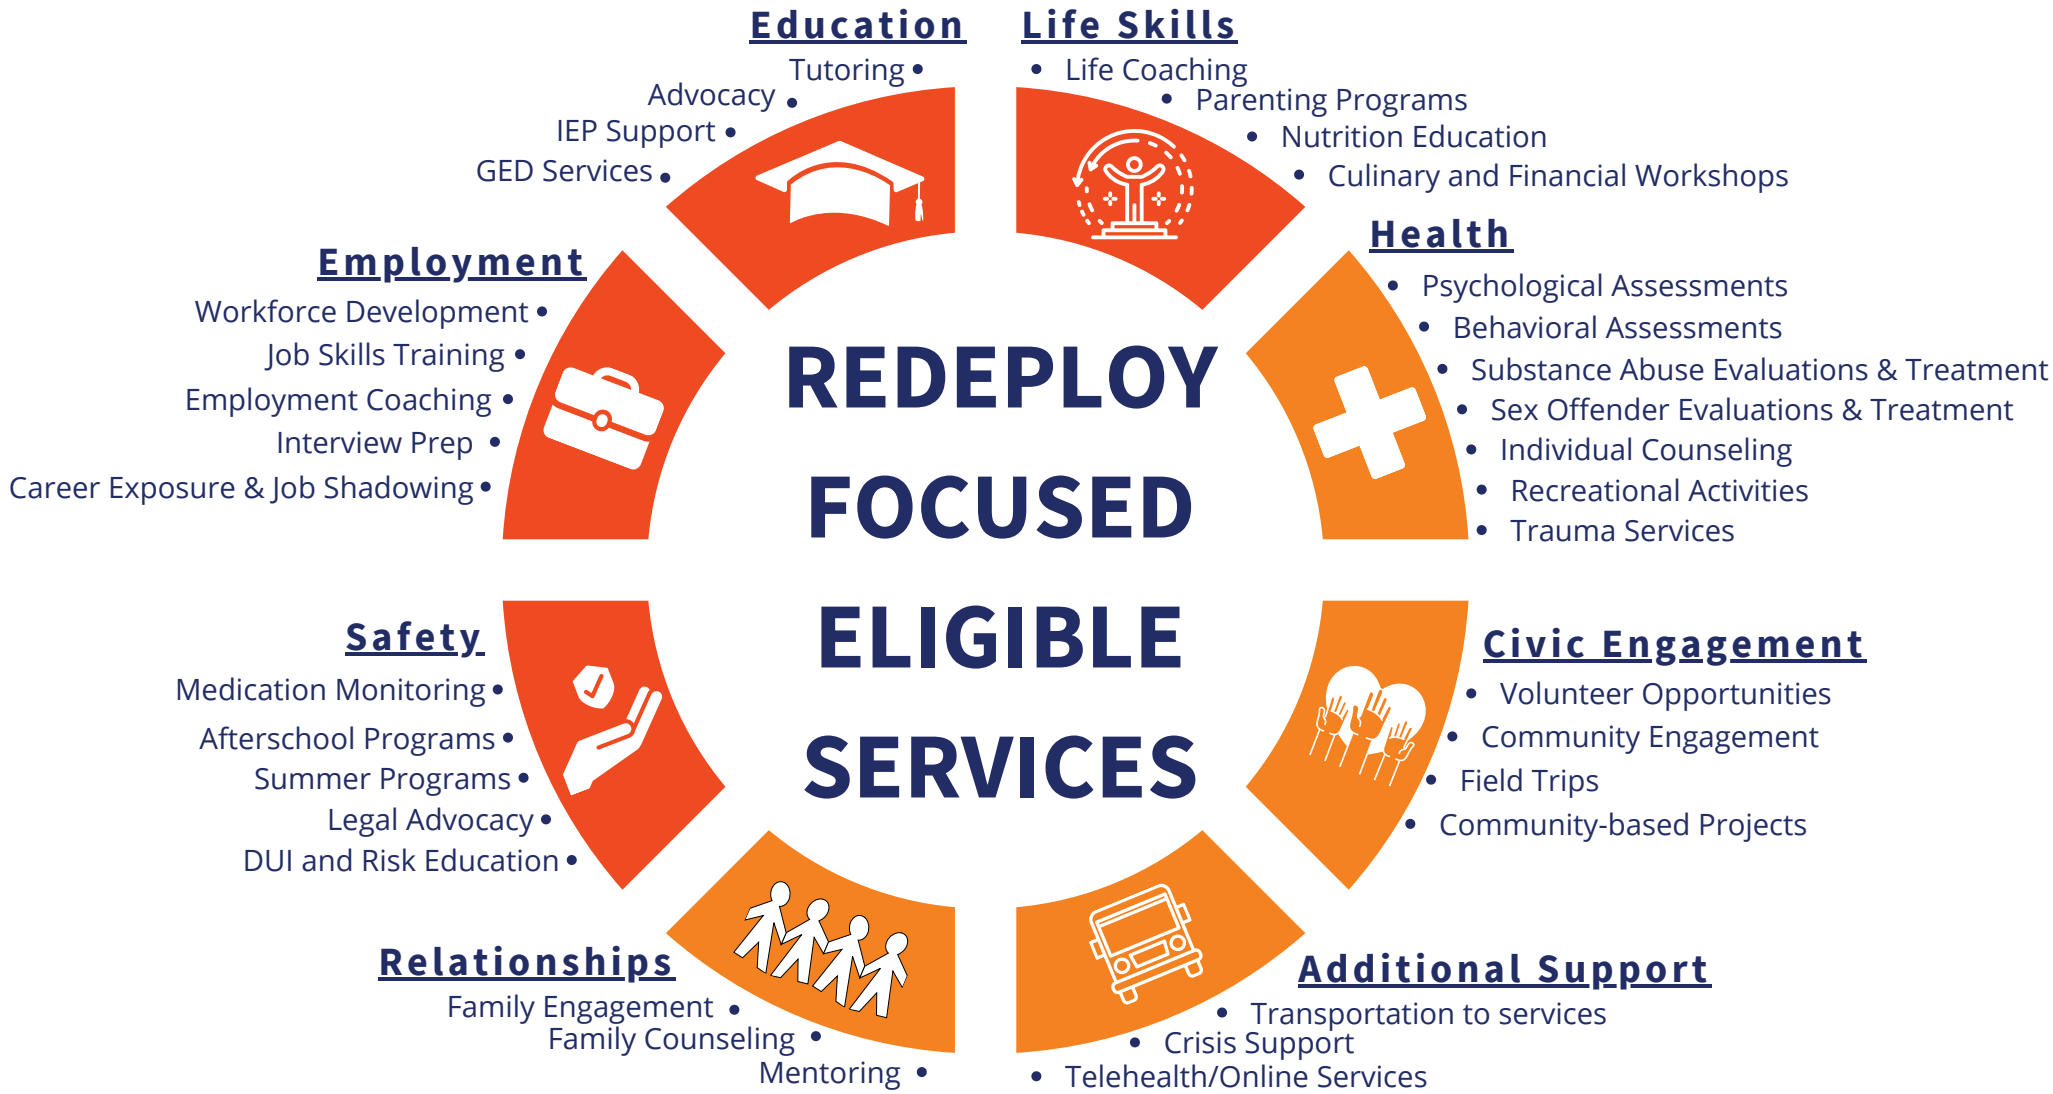 Education
Tutoring •
Advocacy •
IEP Support •
GED Services •
Life Skills
• Life Coaching
• Parenting Programs
• Nutrition Education
• Culinary and Financial Workshops
Employment
Workforce Development •
Job Skills Training •
Employment Coaching •
Interview Prep •
Career Exposure & Job Shadowing •
Health
• Psychological Assessments
• Behavioral Assessments
• Substance Abuse Evaluations & Treatment
• Sex Offender Evaluations & Treatment
• Individual Counseling
• Recreational Activities
• Trauma Services
REDEPLOY
FOCUSED
ELIGIBLE
SERVICES
Safety
Medication Monitoring •
Afterschool Programs •
Summer Programs •
Legal Advocacy •
DUI and Risk Education •
Civic Engagement
• Volunteer Opportunities
• Community Engagement
• Field Trips
• Community-based Projects
Relationships
Family Engagement •
Family Counseling •
Mentoring •
Additional Support
• Transportation to services
• Crisis Support
• Telehealth/Online Services